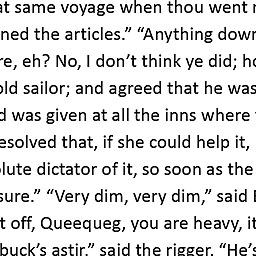 at same voyage when thou went
ned the articles.” “Anything down
re, eh? No, I don’t think ye did;
old sailor; and agreed that he was
d was given at all the inns where
esolved that, if she could help it,
lute dictator of it, so soon as the
sure.” “Very dim, very dim,” said
t off, Queequeg, you are heavy, it
buck’s astir,” said the rigger. “He’s